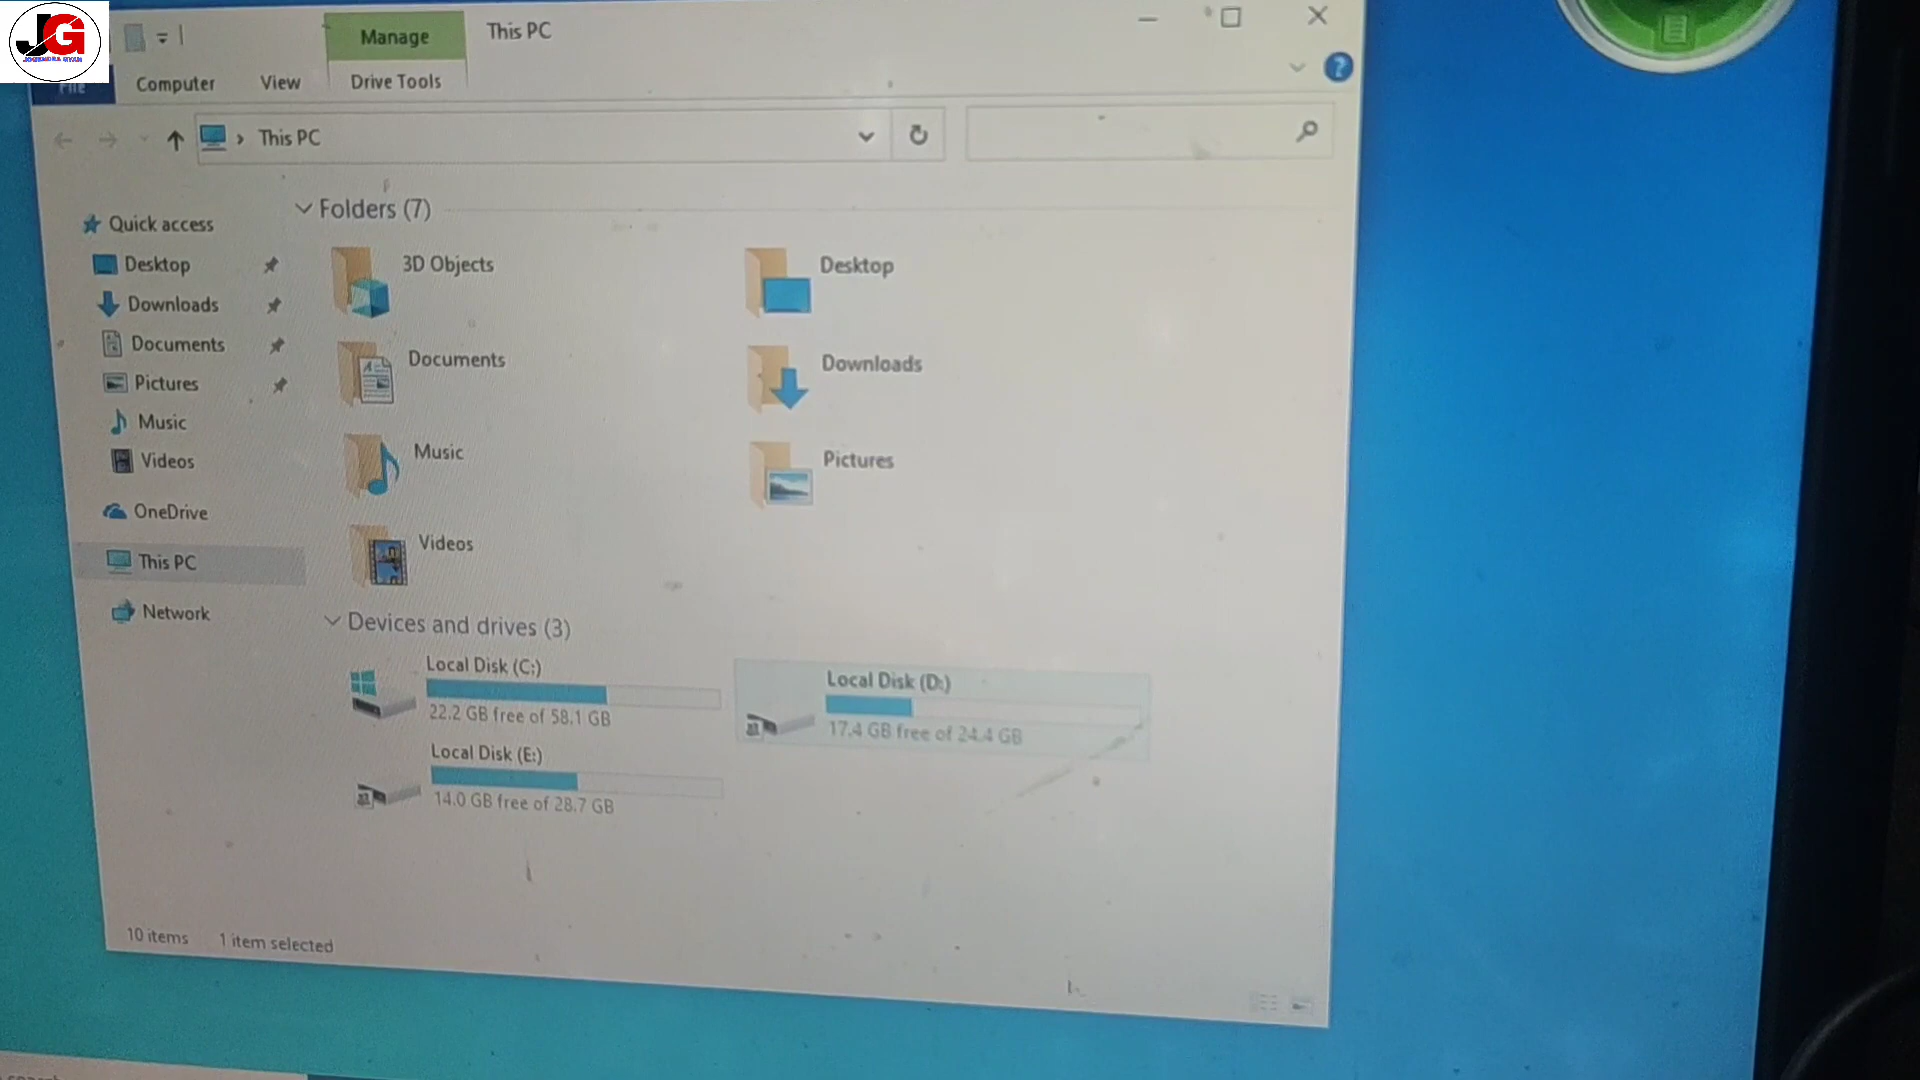 JG
JOGENDRA GYAN
Manage
This PC
File
Computer
View
Drive Tools
This PC
Quick access
Desktop
Downloads
Documents
Pictures
Music
Videos
OneDrive
This PC
Network
Folders (7)
3D Objects
Desktop
Documents
Downloads
Music
Pictures
Videos
Devices and drives (3)
Local Disk (C:)
22.2 GB free of 58.1 GB
Local Disk (D:)
17.4 GB free of 24.4 GB
Local Disk (E:)
14.0 GB free of 28.7 GB
10 items
1 item selected